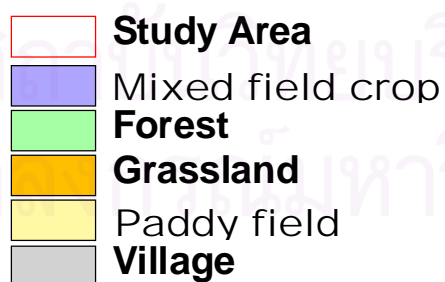 Study Area
Mixed field crop
Forest
Grassland
Paddy field
Village